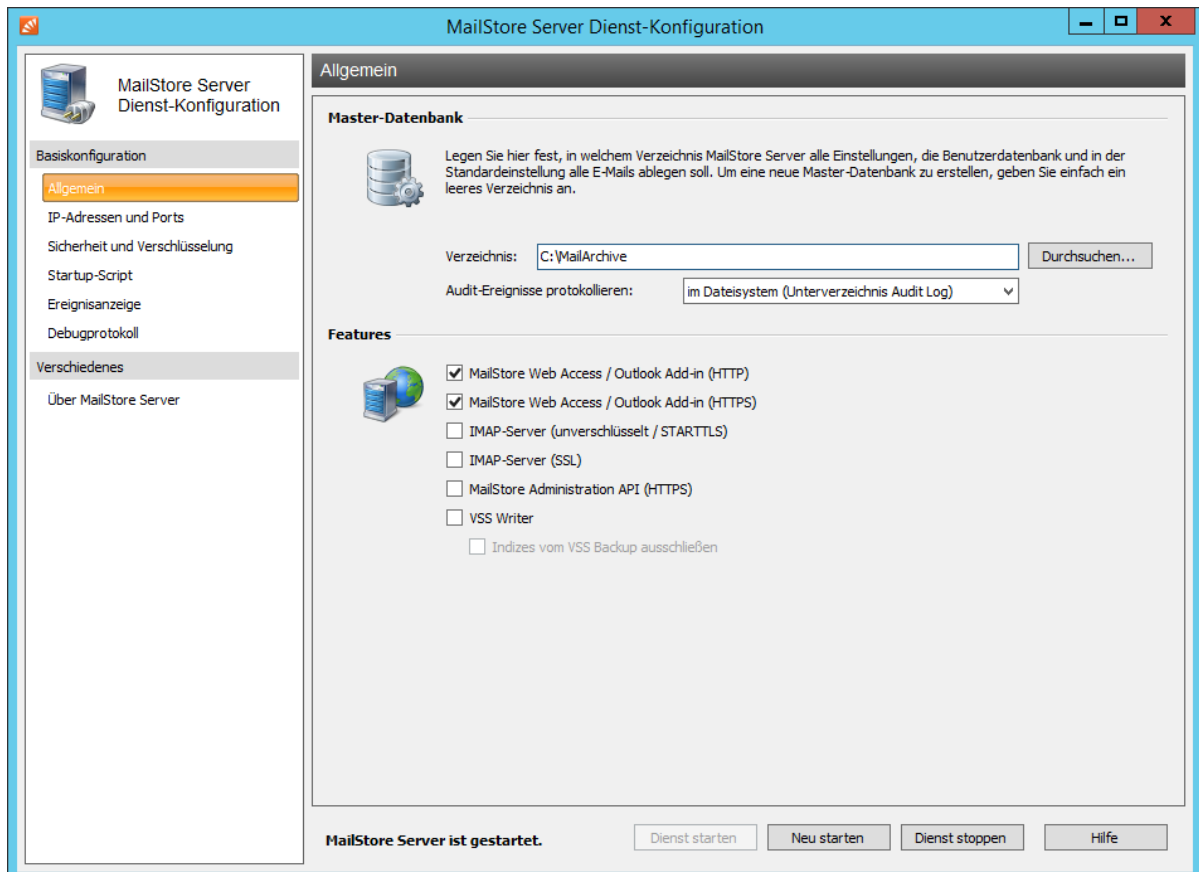 MailStore Server Dienst-Konfiguration
MailStore Server
Dienst-Konfiguration
Basiskonfiguration
Allgemein
IP-Adressen und Ports
Sicherheit und Verschlüsselung
Startup-Script
Ereignisanzeige
Debugprotokoll
Verschiedenes
Über MailStore Server
Allgemein
Master-Datenbank
Legen Sie hier fest, in welchem Verzeichnis MailStore Server alle Einstellungen, die Benutzerdatenbank und in der
Standardeinstellung alle E-Mails ablegen soll. Um eine neue Master-Datenbank zu erstellen, geben Sie einfach ein
leeres Verzeichnis an.
Verzeichnis: C:\MailArchive Durchsuchen...
Audit-Ereignisse protokollieren: im Dateisystem (Unterverzeichnis Audit Log)
Features
MailStore Web Access / Outlook Add-in (HTTP)
MailStore Web Access / Outlook Add-in (HTTPS)
IMAP-Server (unverschlüsselt / STARTTLS)
IMAP-Server (SSL)
MailStore Administration API (HTTPS)
VSS Writer
Indizes vom VSS Backup ausschließen
MailStore Server ist gestartet. Dienst starten Neu starten Dienst stoppen Hilfe